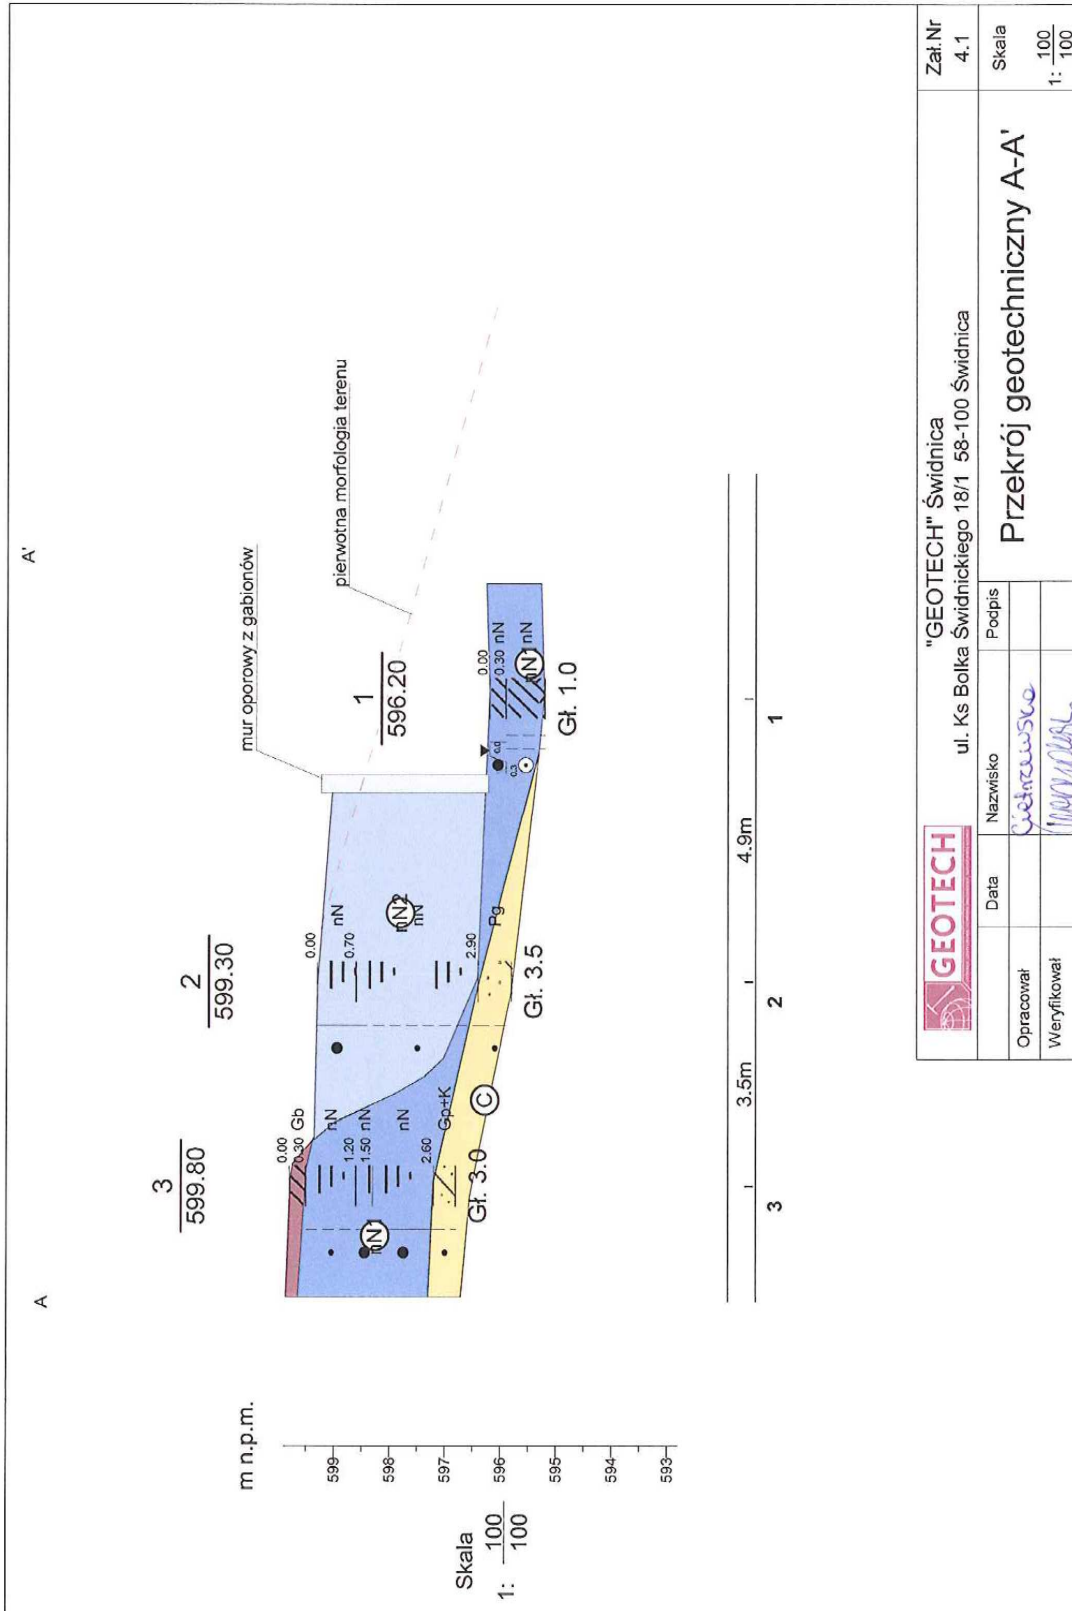 A
A'
mur oporowy z gabionów
pierwotna morfologia terenu
3
599.80
2
599.30
1
596.20
m n.p.m.
599
598
597
596
595
594
593
Skala
1: 100
100
0.00
0.30 Gb
nN
1.20
1.50 nN
nN
2.60
Gp+K
Gł. 3.0
nN1
C
0.00
nN
0.70
nN2
nN
2.90
Pg
Gł. 3.5
0.00
0.30 nN
nN1 nN
0.0
0.3
Gł. 1.0
3.5m
4.9m
3
2
1
GEOTECH
"GEOTECH" Świdnica
ul. Ks Bolka Świdnickiego 18/1 58-100 Świdnica
Zał.Nr
4.1
Data
Nazwisko
Podpis
Opracował
Weryfikował
Przekrój geotechniczny A-A'
Skala
1: 100
100